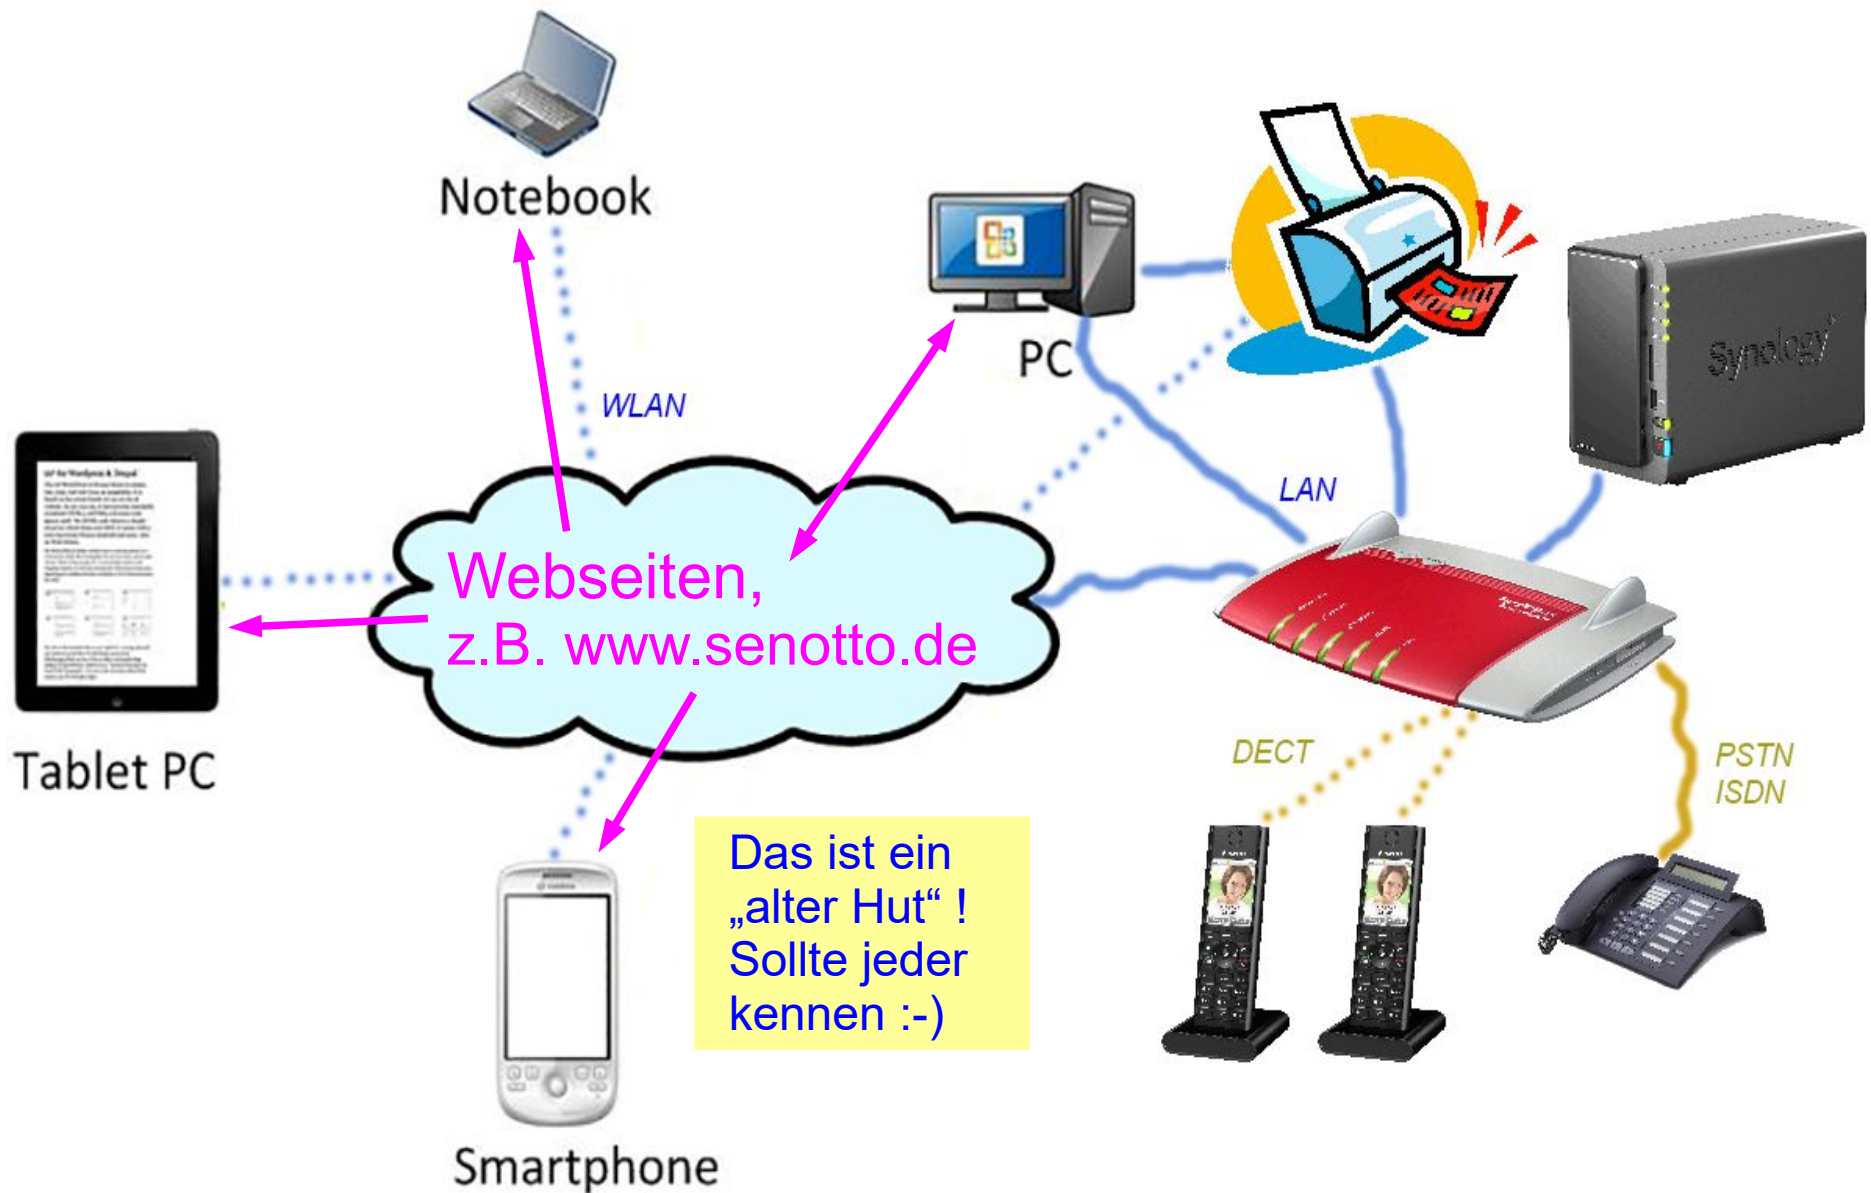 Notebook
PC
Synology
WLAN
LAN
Webseiten,
z.B. www.senotto.de
Tablet PC
DECT
PSTN
ISDN
Das ist ein
„alter Hut“ !
Sollte jeder
kennen :-)
Smartphone